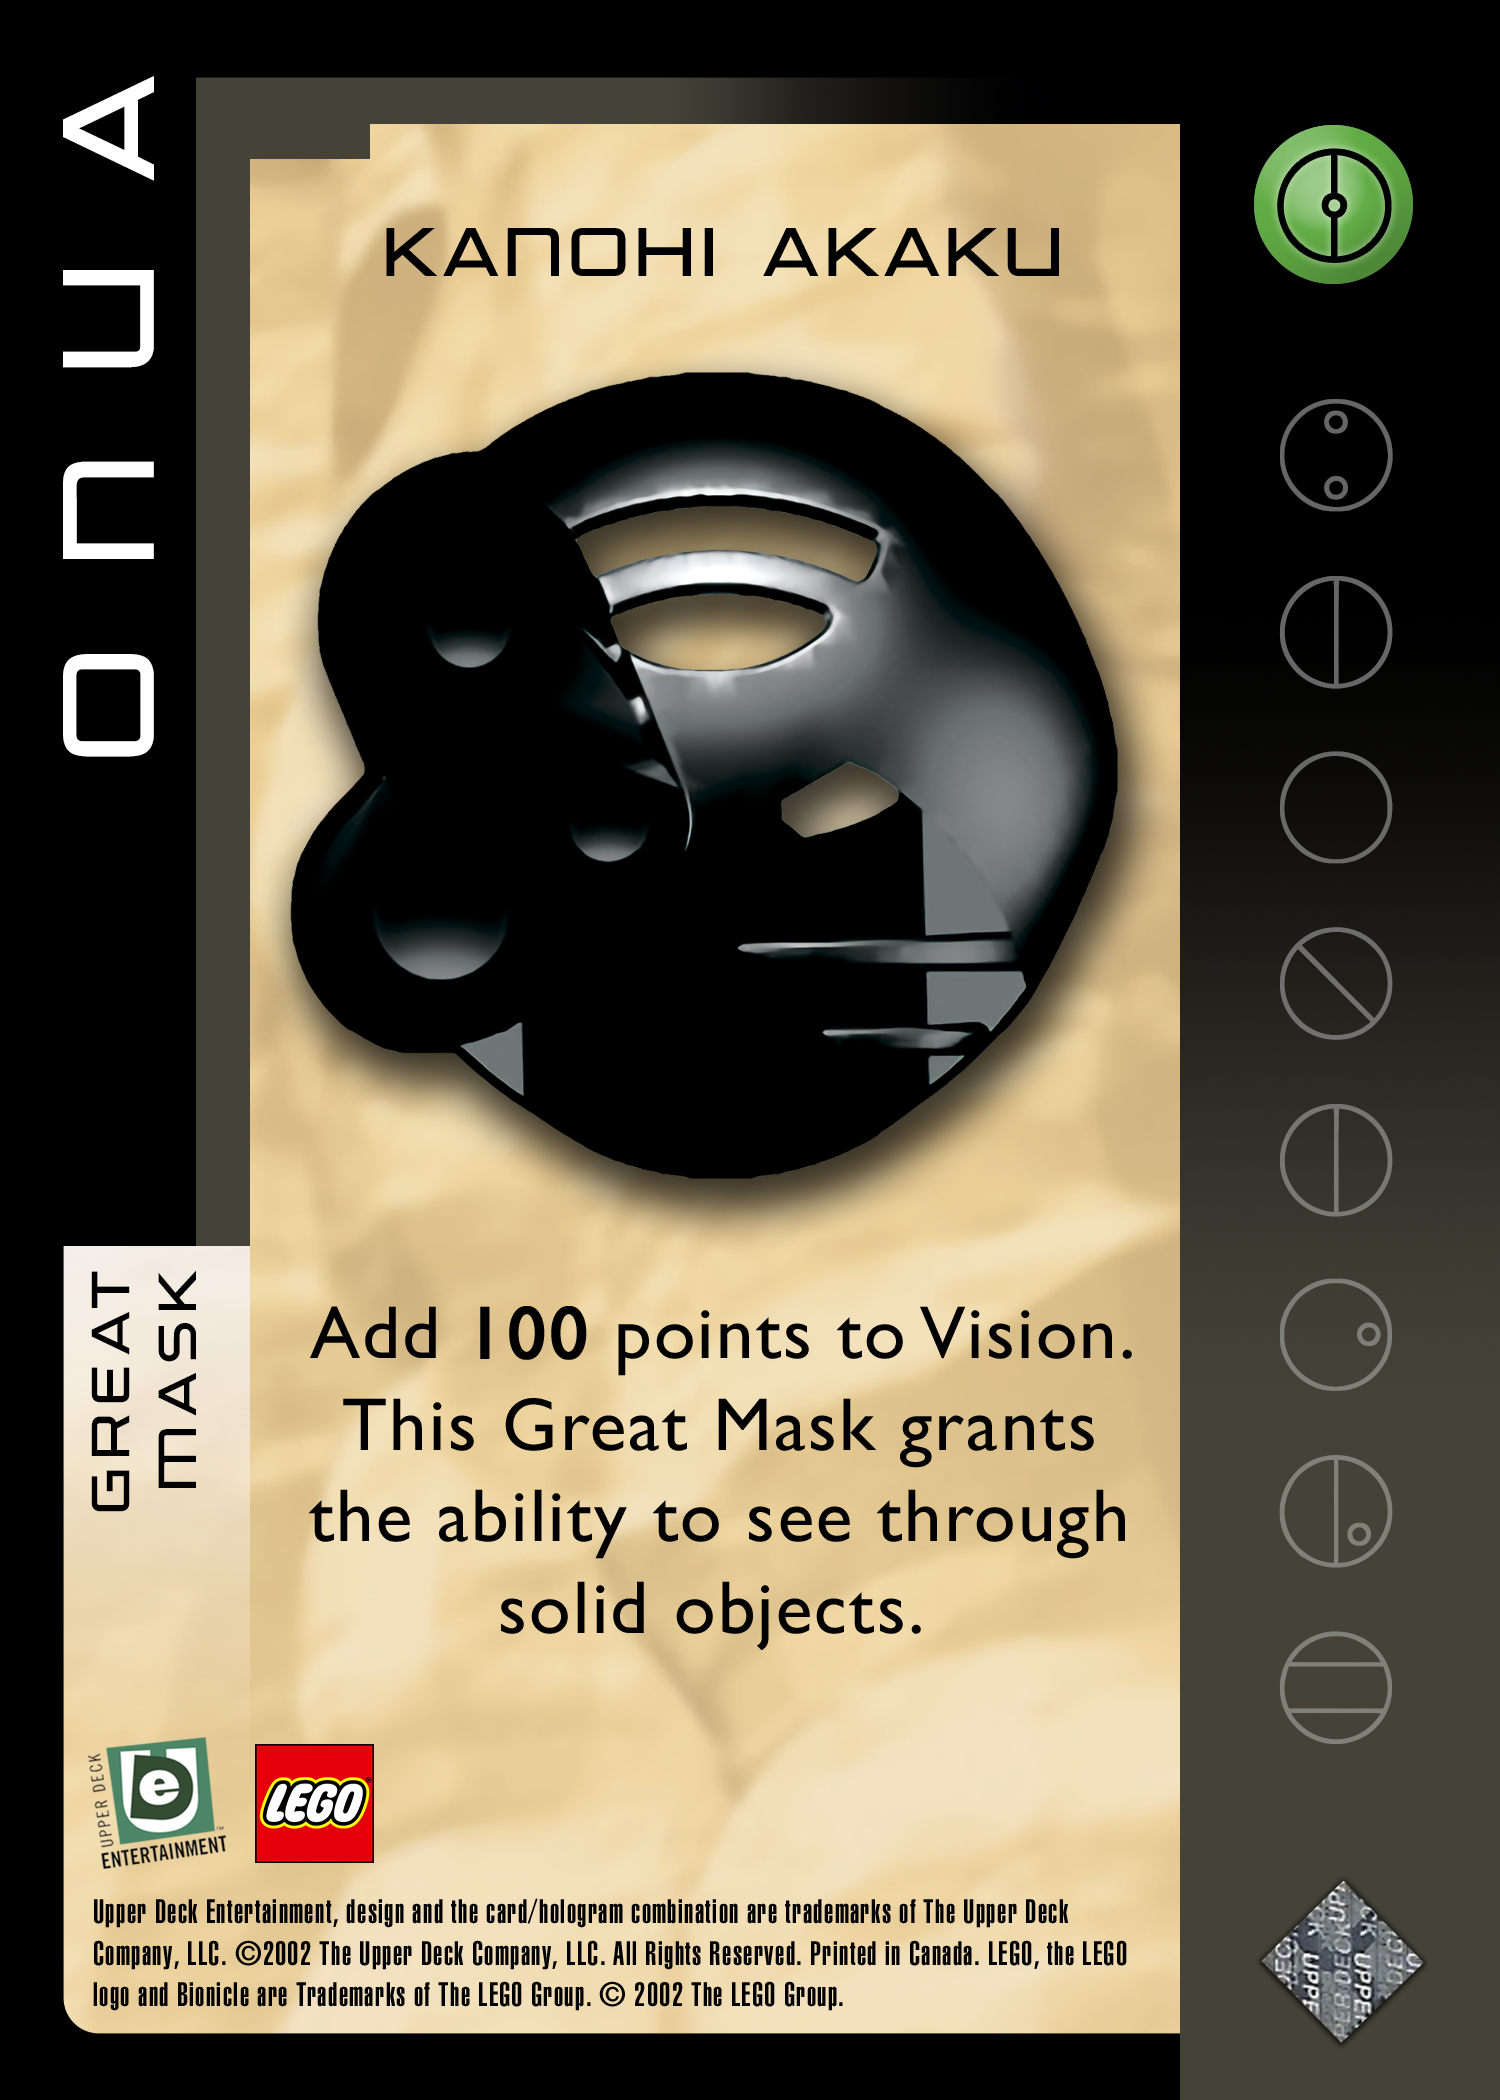 ONUA
KANOHI AKAKU
GREAT
MASK
Add 100 points to Vision.
This Great Mask grants
the ability to see through
solid objects.
UPPER DECK
e
ENTERTAINMENT
™
LEGO
Upper Deck Entertainment, design and the card/hologram combination are trademarks of The Upper Deck
Company, LLC. ©2002 The Upper Deck Company, LLC. All Rights Reserved. Printed in Canada. LEGO, the LEGO
logo and Bionicle are Trademarks of The LEGO Group. © 2002 The LEGO Group.